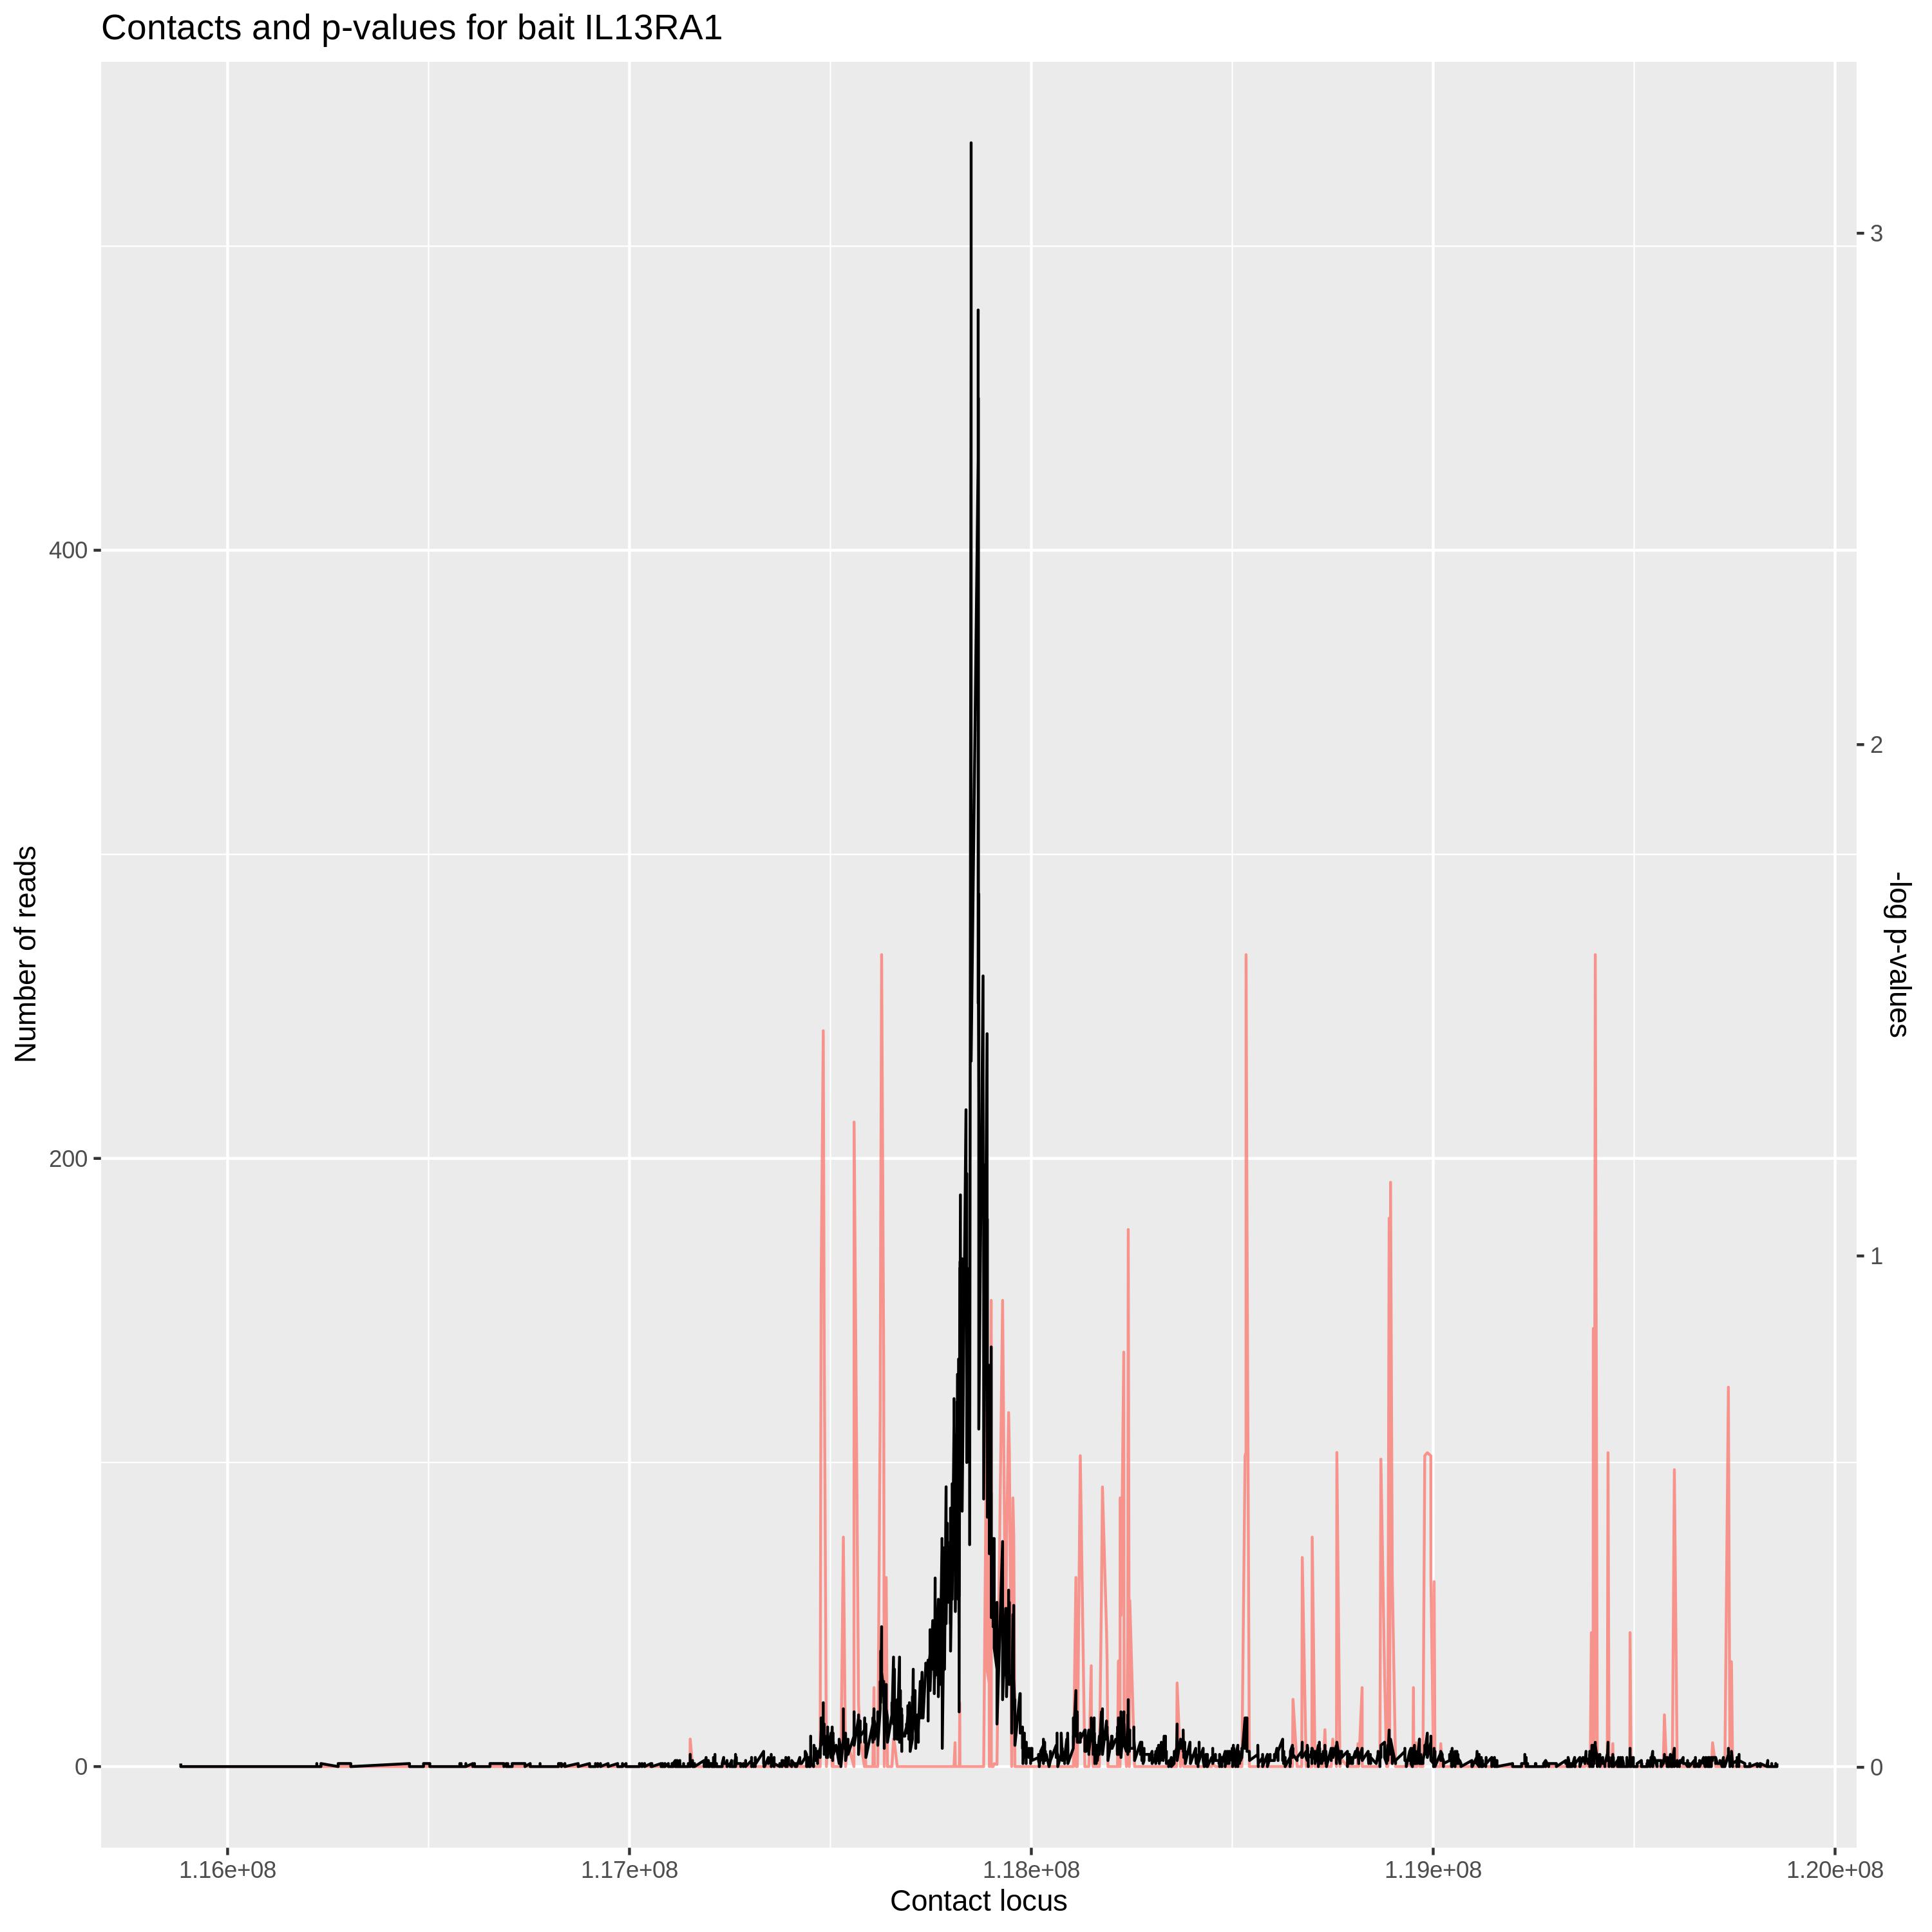 Contacts and p-values for bait IL13RA1
Number of reads
400
200
0
3
2
1
0
-log p-values
1.16e+08
1.17e+08
1.18e+08
1.19e+08
1.20e+08
Contact locus